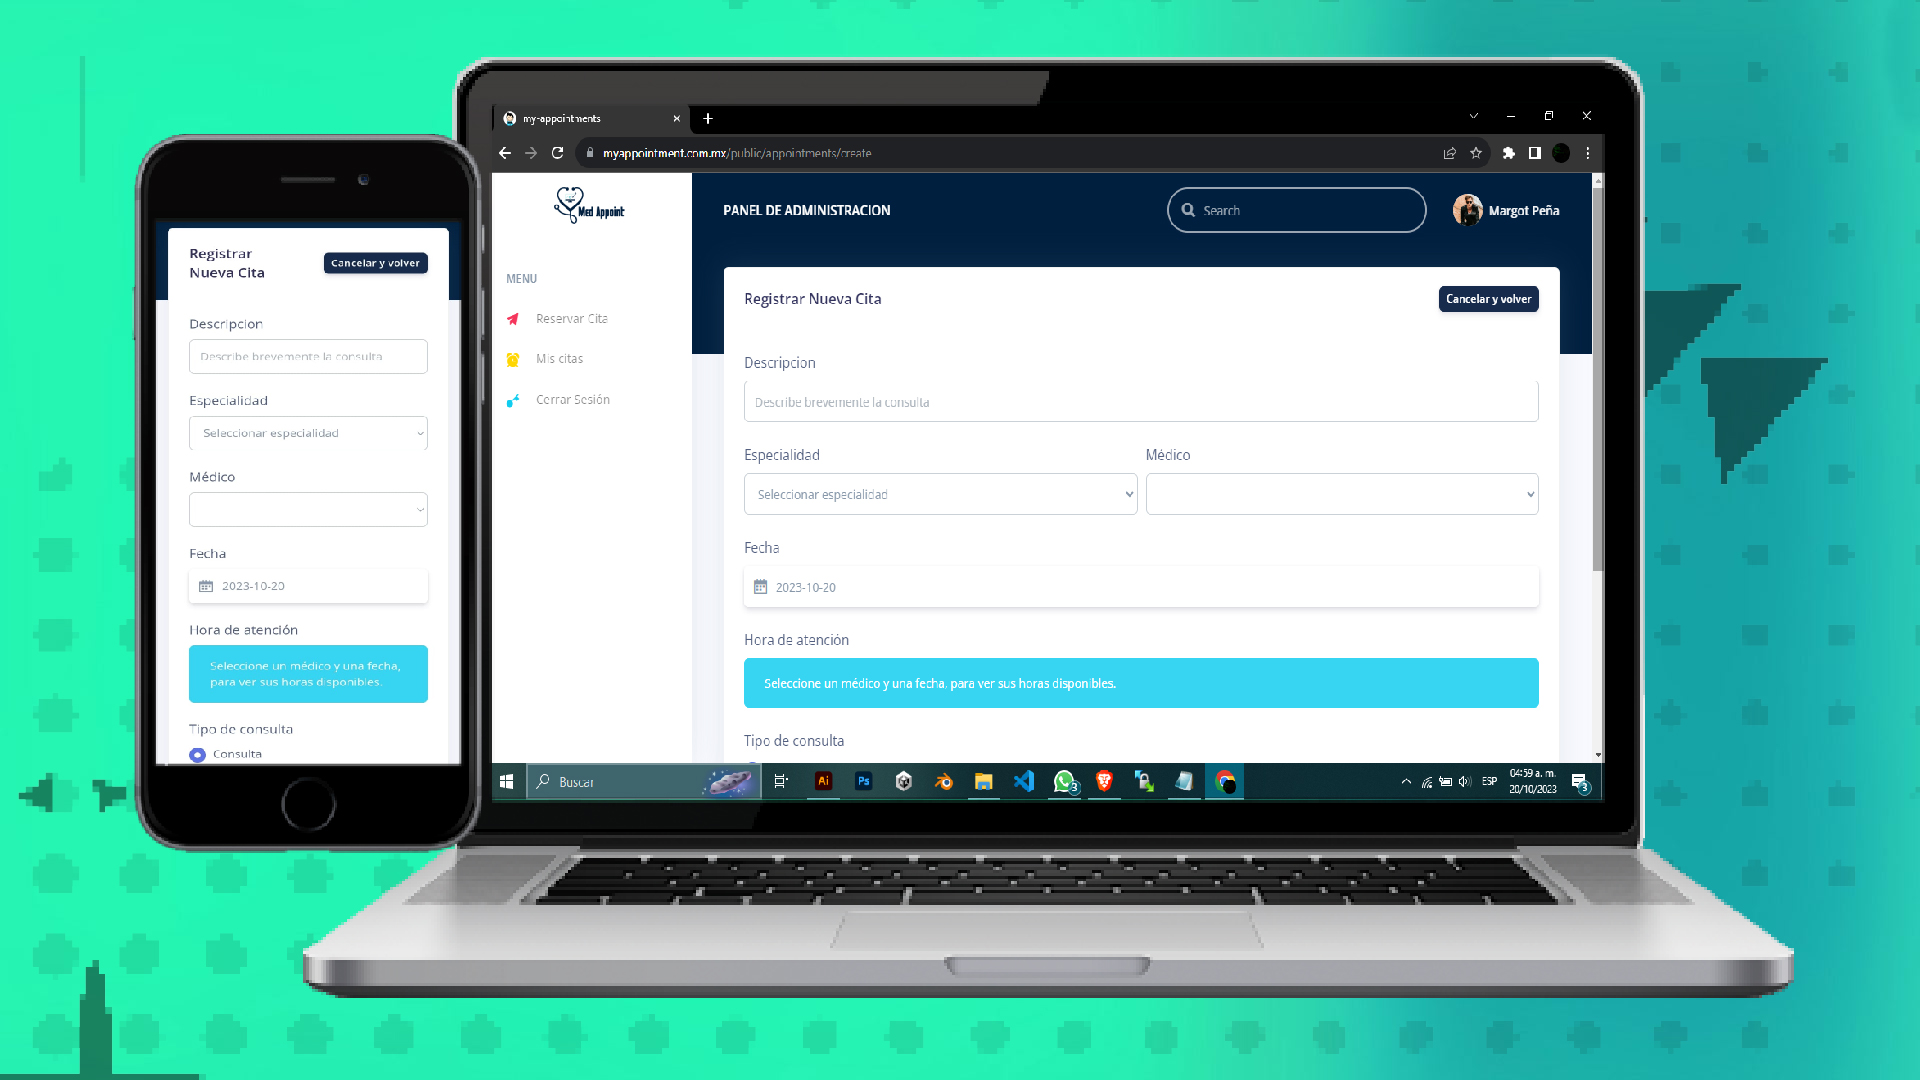 Registrar
Nueva Cita
Cancelar y volver
Descripcion
Describe brevemente la consulta
Especialidad
Seleccionar especialidad
Médico
Fecha
2023-10-20
Hora de atención
Seleccione un médico y una fecha,
para ver sus horas disponibles.
Tipo de consulta
Consulta
my-appointments
myappointment.com.mx/public/appointments/create
Med Appoint
PANEL DE ADMINISTRACION
Search
Margot Peña
MENU
Reservar Cita
Mis citas
Cerrar Sesión
Registrar Nueva Cita
Cancelar y volver
Descripcion
Describe brevemente la consulta
Especialidad
Médico
Seleccionar especialidad
Fecha
2023-10-20
Hora de atención
Seleccione un médico y una fecha, para ver sus horas disponibles.
Tipo de consulta
Buscar
Ai
Ps
3
ESP
04:59 a. m.
20/10/2023
3